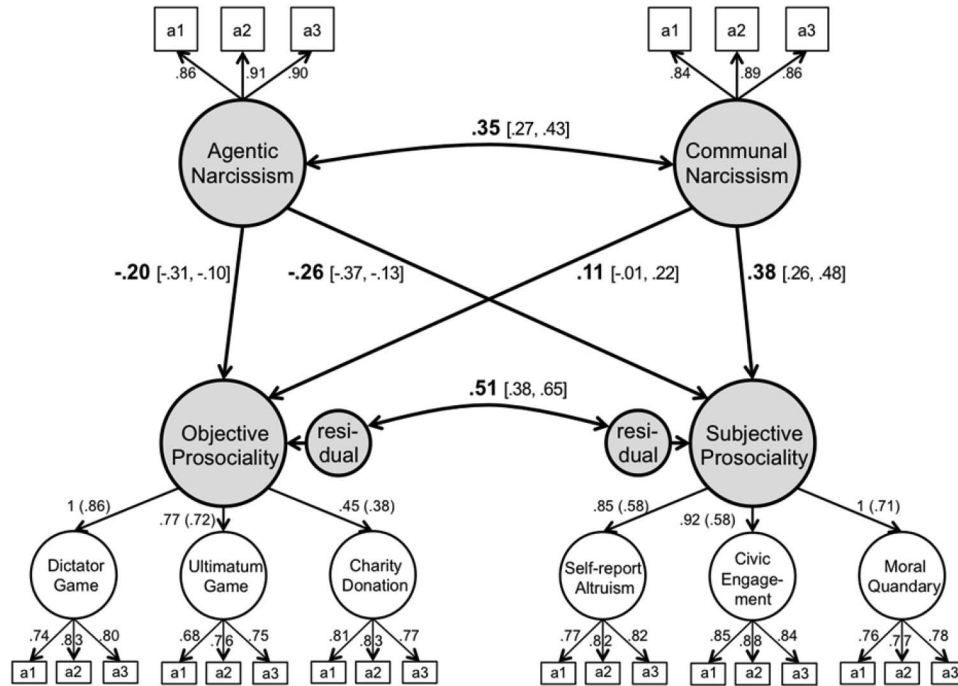 a1 a2 a3 a1 a2 a3
.86 .91 .90 .84 .89 .86
.35 [.27, .43]
Agentic
Narcissism
Communal
Narcissism
-.20 [-.31, -.10] -.26 [-.37, -.13] .11 [-.01, .22] .38 [.26, .48]
.51 [.38, .65]
Objective
Prosociality
resi-
dual
resi-
dual
Subjective
Prosociality
1 (.86) .77 (.72) .45 (.38) .85 (.58) .92 (.58) 1 (.71)
Dictator
Game
Ultimatum
Game
Charity
Donation
Self-report
Altruism
Civic
Engage-
ment
Moral
Quandary
.74 .83 .80 .68 .76 .75 .81 .83 .77 .77 .82 .82 .85 .88 .84 .76 .77 .78
a1 a2 a3 a1 a2 a3 a1 a2 a3 a1 a2 a3 a1 a2 a3 a1 a2 a3